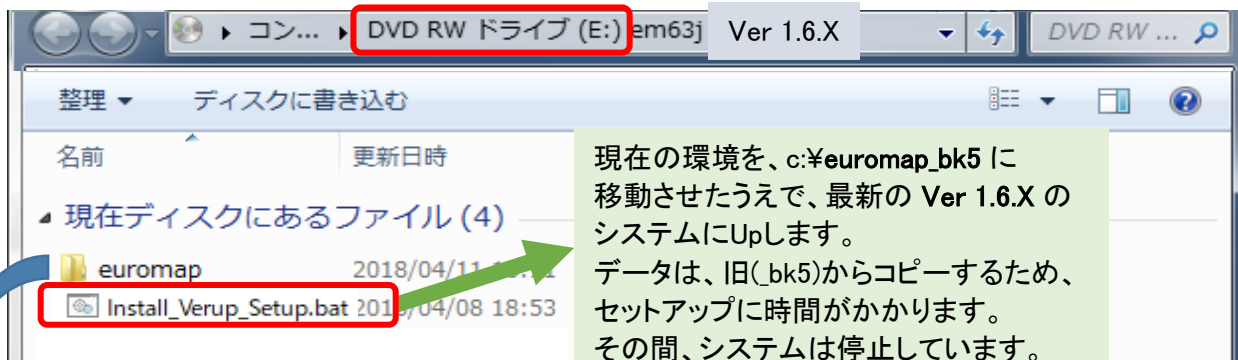 コン... DVD RW ドライブ (E:) em63j Ver 1.6.X DVD RW ...
整理 ディスクに書き込む
名前 更新日時
現在ディスクにあるファイル (4)
euromap 2018/04/11
Install_Verup_Setup.bat /04/08 18:53
現在の環境を、c:¥euromap_bk5 に
移動させたうえで、最新の Ver 1.6.X の
システムにUpします。
データは、旧(_bk5)からコピーするため、
セットアップに時間がかかります。
その間、システムは停止しています。